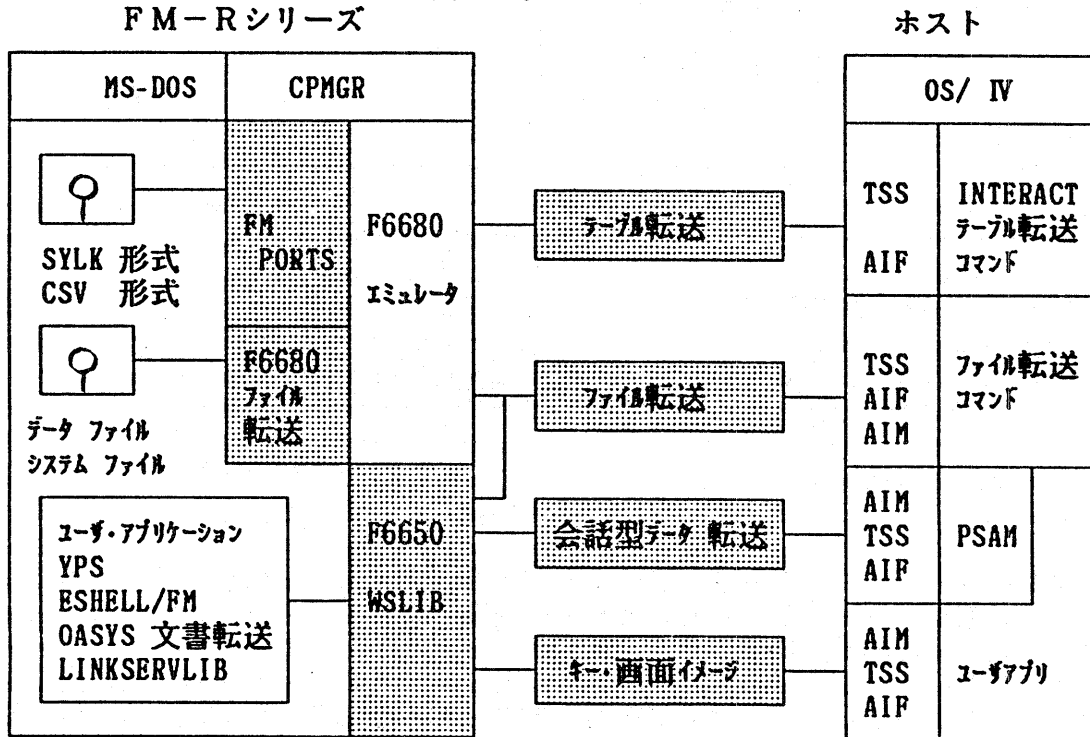 FM-Rシリーズ
ホスト
MS-DOS
CPMGR
OS/ Ⅳ
SYLK 形式
CSV 形式
データ ファイル
システム ファイル
FM
PORTS
F6680
エミュレータ
F6680
ファイル
転送
ユーザ・アプリケーション
YPS
ESHELL/FM
OASYS 文書転送
LINKSERVLIB
F6650
WSLIB
テーブル転送
ファイル転送
会話型データ 転送
キー・画面イメージ
TSS
AIF
INTERACT
テーブル転送
コマンド
TSS
AIF
AIM
ファイル転送
コマンド
AIM
TSS
AIF
PSAM
AIM
TSS
AIF
ユーザアプリ